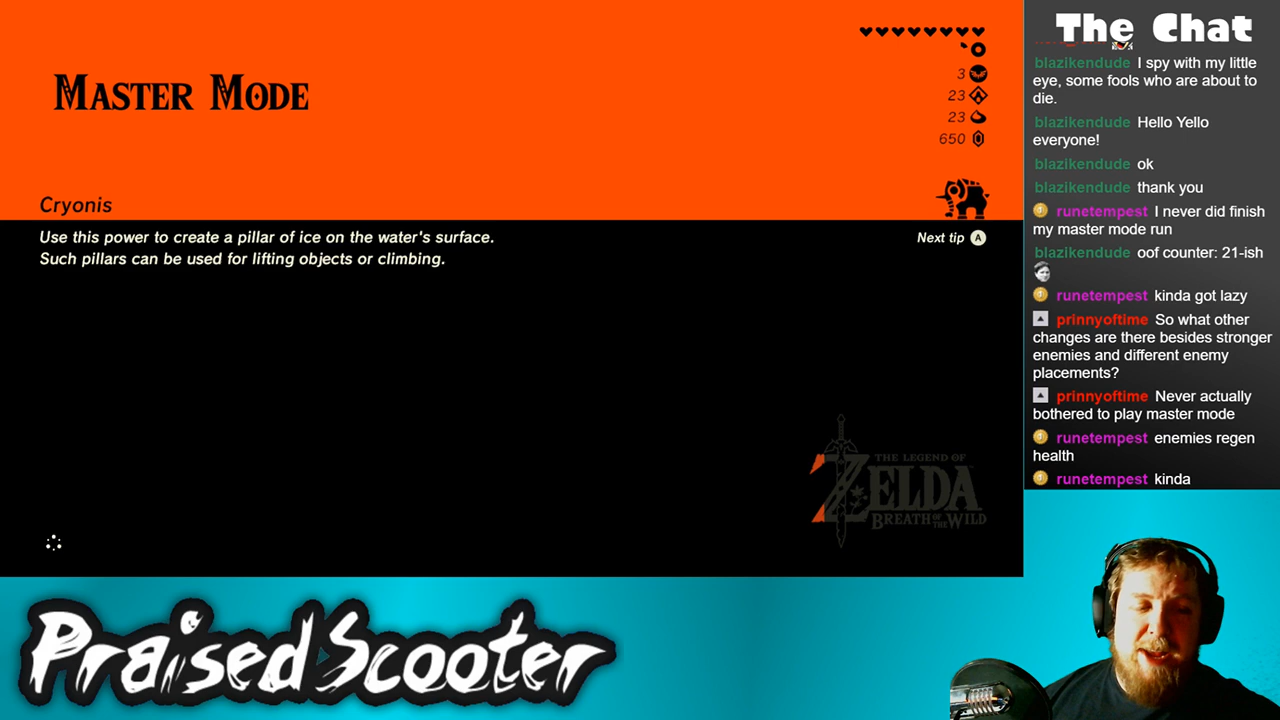 MASTER MODE
3
23
23
650
Cryonis
Use this power to create a pillar of ice on the water's surface.
Such pillars can be used for lifting objects or climbing.
Next tip A
THE LEGEND OF
ZELDA
BREATH OF THE WILD
The Chat
blazikendude I spy with my little
eye, some fools who are about to
die.
blazikendude Hello Yello
everyone!
blazikendude ok
blazikendude thank you
runetempest I never did finish
my master mode run
blazikendude oof counter: 21-ish
runetempest kinda got lazy
prinnyoftime So what other
changes are there besides stronger
enemies and different enemy
placements?
prinnyoftime Never actually
bothered to play master mode
runetempest enemies regen
health
runetempest kinda
PraisedScooter